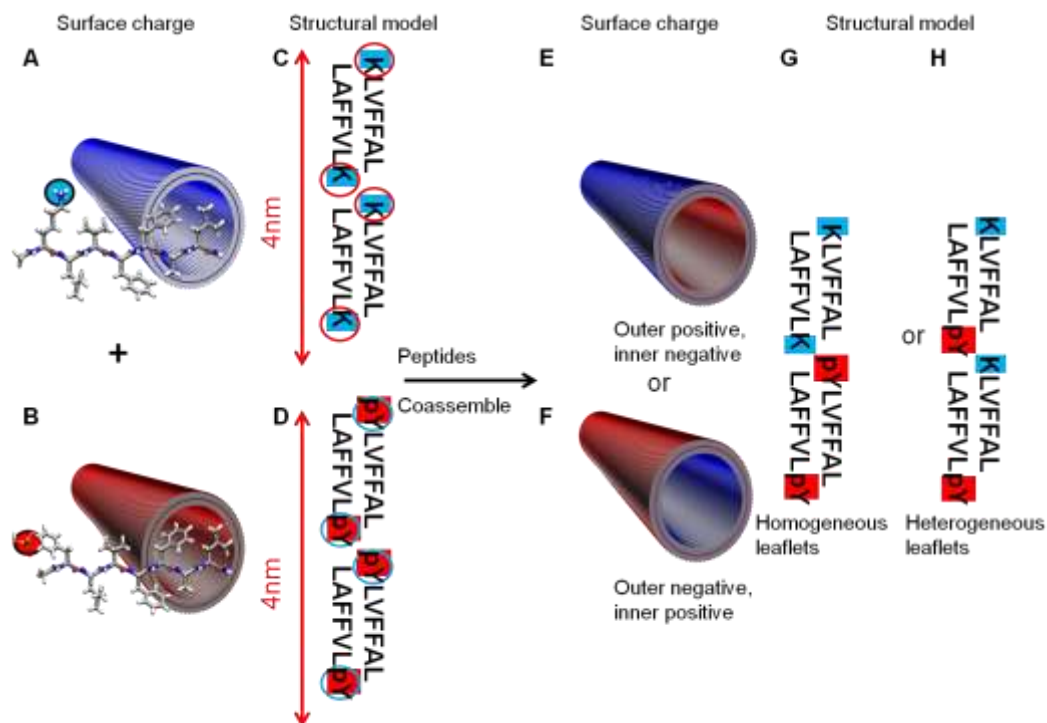 Surface charge
Structural model
Surface charge
Structural model
A
C
E
G
H
KLVFFAL
LAFFVLK
KLVFFAL
LAFFVLK
4nm
+
Peptides
Coassemble
B
D
pYLVFFAL
LAFFVLpY
pYLVFFAL
LAFFVLpY
4nm
Outer positive,
inner negative
or
F
Outer negative,
inner positive
KLVFFAL
LAFFVLK
pYLVFFAL
LAFFVLpY
Homogeneous
leaflets
or
KLVFFAL
LAFFVLpY
KLVFFAL
LAFFVLpY
Heterogeneous
leaflets